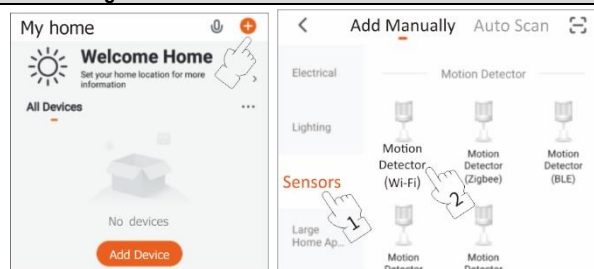 My home
Welcome Home
Set your home location for more
information
All Devices
No devices
Add Device
Add Manually Auto Scan
Electrical
Motion Detector
Lighting
Motion
Detector
(Wi-Fi)
Motion
Detector
(Zigbee)
Motion
Detector
(BLE)
Sensors
1
2
Large
Home Ap...
Motion
Motion